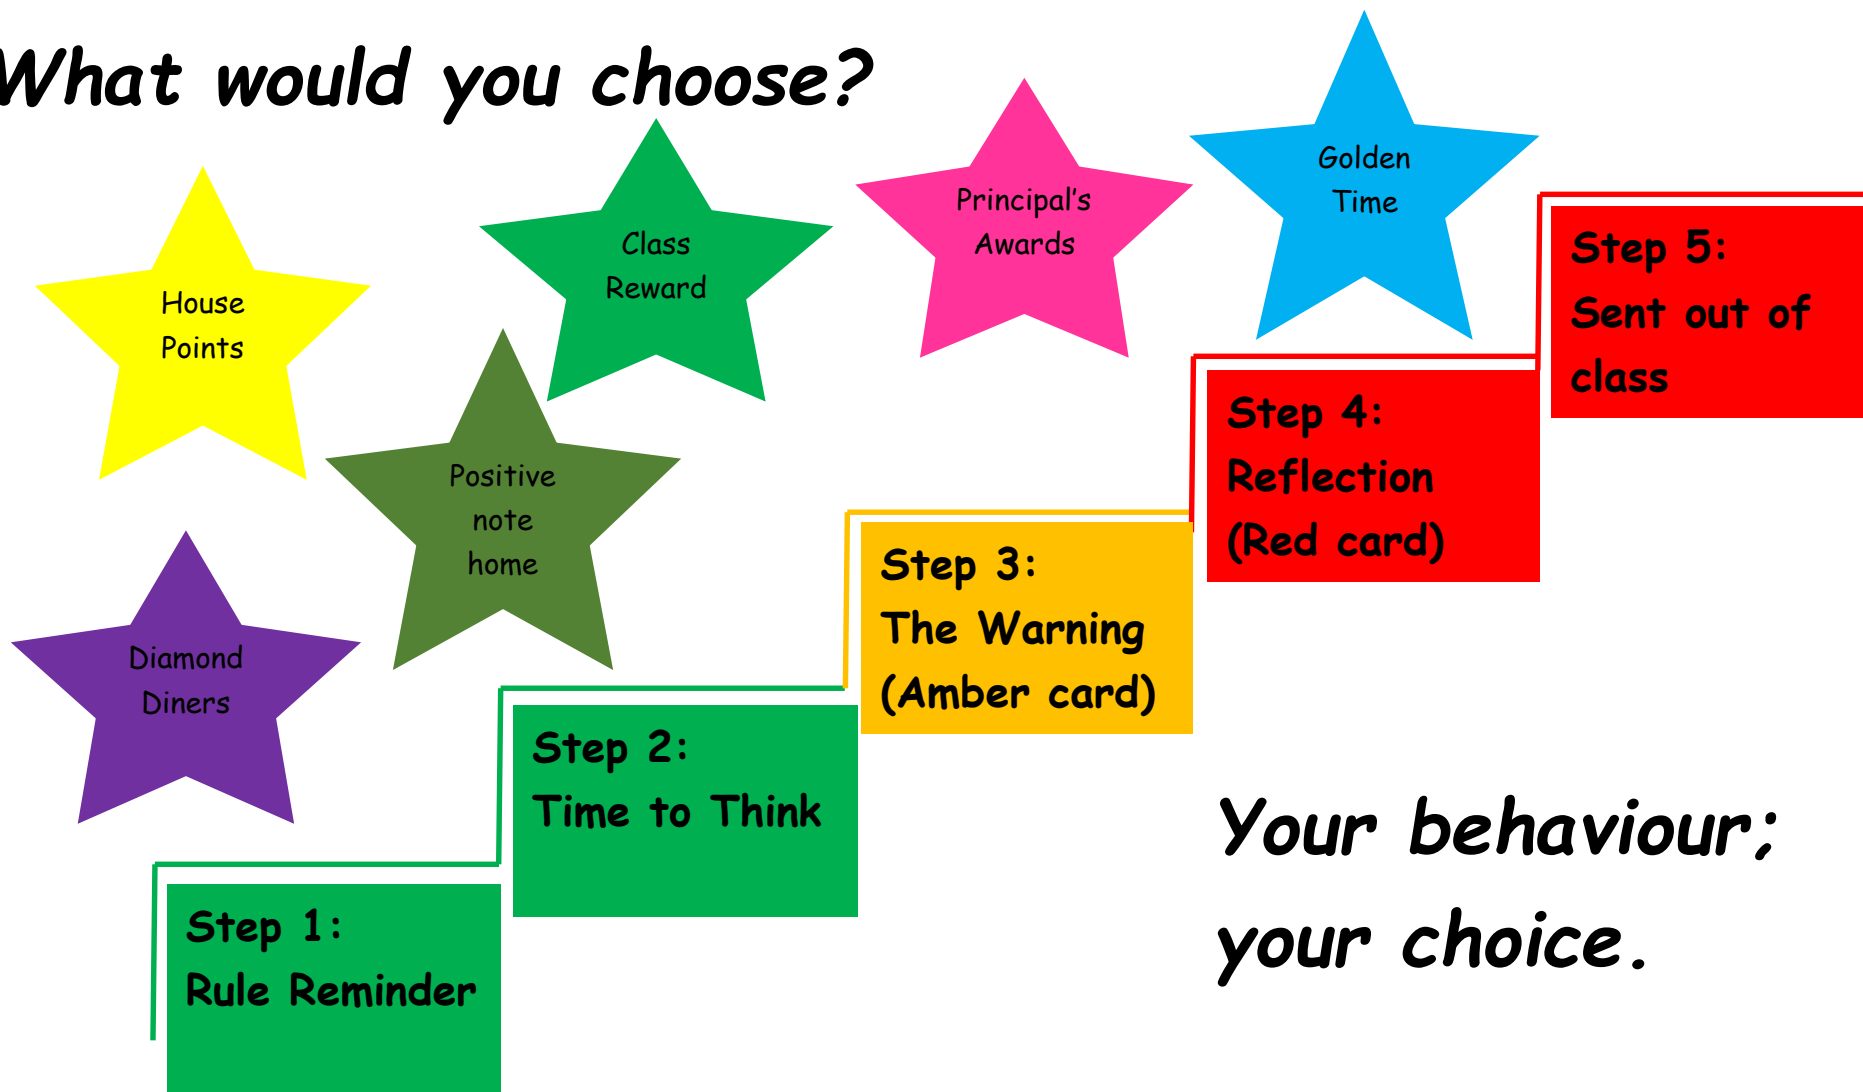 What would you choose?
House
Points
Class
Reward
Principal's
Awards
Golden
Time
Positive
note
home
Diamond
Diners
Step 5:
Sent out of
class
Step 4:
Reflection
(Red card)
Step 3:
The Warning
(Amber card)
Step 2:
Time to Think
Step 1:
Rule Reminder
Your behaviour;
your choice.